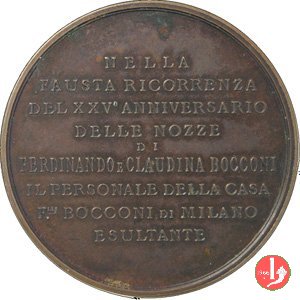 NELLA
FAUSTA RICORRENZA
DEL XXVº ANNIVERSARIO
DELLE NOZZE
DI
FERDINANDO E CLAUDINA BOCCONI
IL PERSONALE DELLA CASA
F.LLI BOCCONI DI MILANO
ESULTANTE